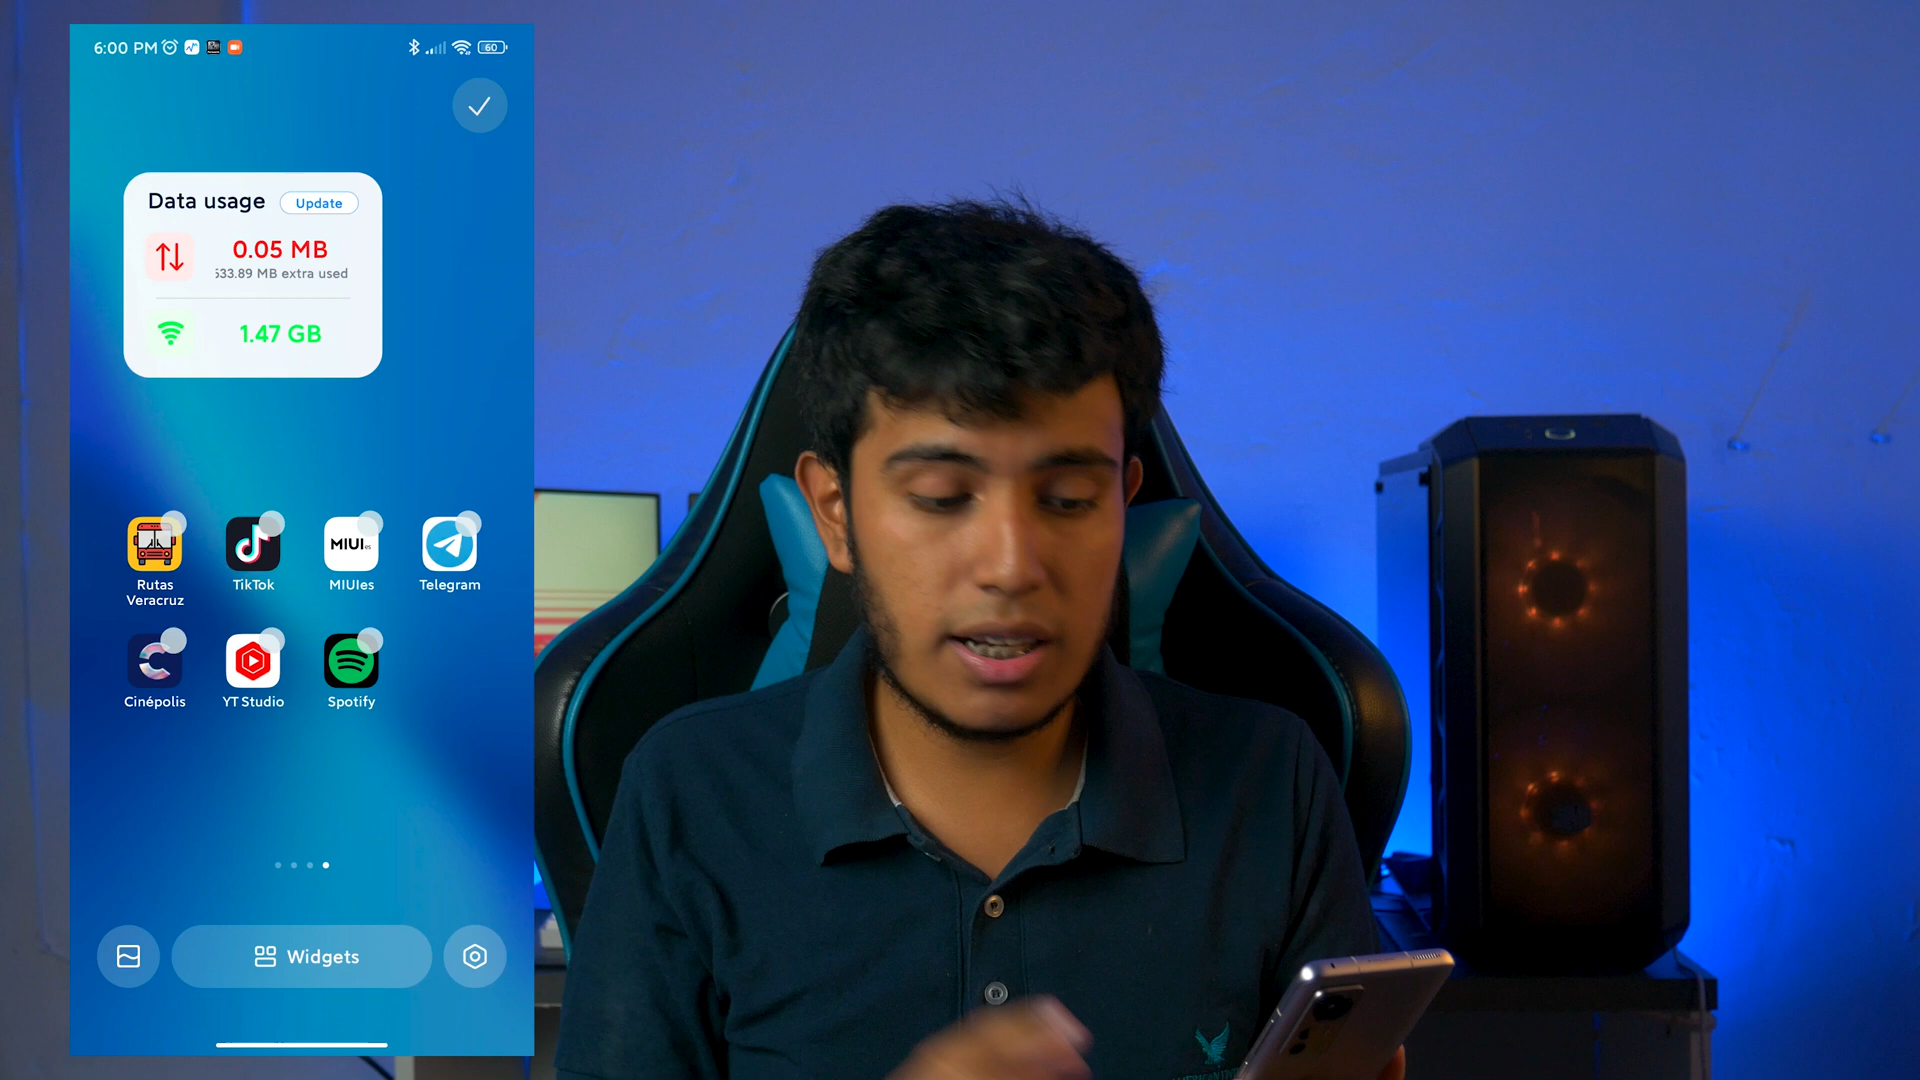 6:00 PM
60
Data usage
Update
0.05 MB
533.89 MB extra used
1.47 GB
MIUI es
Rutas
Veracruz
TikTok
MIUIes
Telegram
Cinépolis
YT Studio
Spotify
Widgets